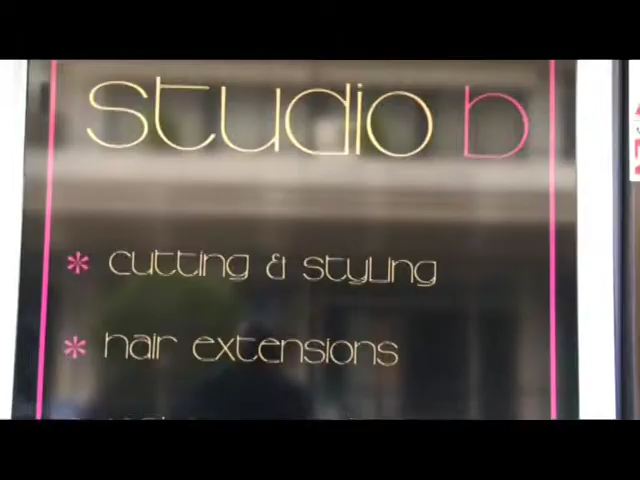 studio b
* cutting & styling
* hair extensions